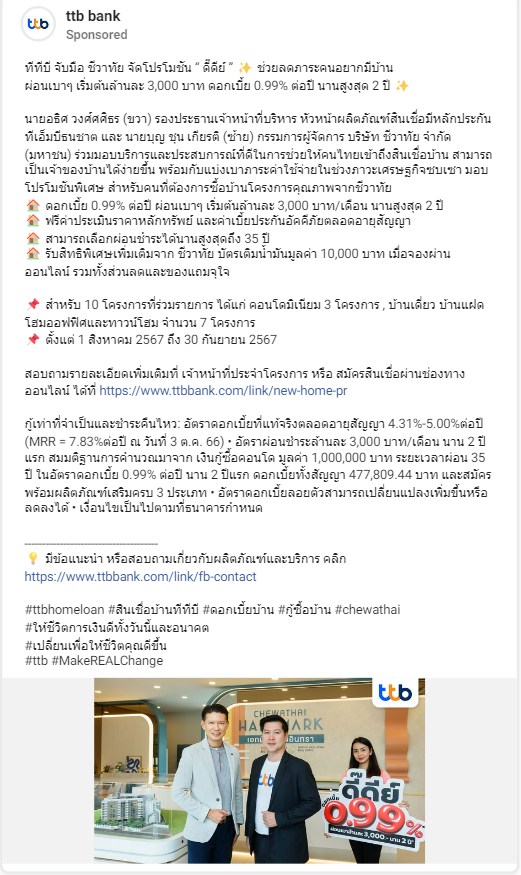 ttb
ttb bank
Sponsored
ทีทีบี จับมือ ชีวาทัย จัดโปรโมชัน “ ดี๊ดีย์ ” ✨ ช่วยลดภาระคนอยากมีบ้าน
ผ่อนเบาๆ เริ่มต้นล้านละ 3,000 บาท ดอกเบี้ย 0.99% ต่อปี นานสูงสุด 2 ปี ✨
นายอธิศ วงศ์ศศิธร (ขวา) รองประธานเจ้าหน้าที่บริหาร หัวหน้าผลิตภัณฑ์สินเชื่อมีหลักประกัน
ทีเอ็มบีธนชาต และ นายบุญ ชุน เกียรติ (ซ้าย) กรรมการผู้จัดการ บริษัท ชีวาทัย จำกัด
(มหาชน) ร่วมมอบบริการและประสบการณ์ที่ดีในการช่วยให้คนไทยเข้าถึงสินเชื่อบ้าน สามารถ
เป็นเจ้าของบ้านได้ง่ายขึ้น พร้อมกับแบ่งเบาภาระค่าใช้จ่ายในช่วงภาวะเศรษฐกิจซบเซา มอบ
โปรโมชันพิเศษ สำหรับคนที่ต้องการซื้อบ้านโครงการคุณภาพจากชีวาทัย
🏠 ดอกเบี้ย 0.99% ต่อปี ผ่อนเบาๆ เริ่มต้นล้านละ 3,000 บาท/เดือน นานสูงสุด 2 ปี
🏠 ฟรีค่าประเมินราคาหลักทรัพย์ และค่าเบี้ยประกันอัคคีภัยตลอดอายุสัญญา
🏠 สามารถเลือกผ่อนชำระได้นานสูงสุดถึง 35 ปี
🏠 รับสิทธิพิเศษเพิ่มเติมจาก ชีวาทัย บัตรเติมน้ำมันมูลค่า 10,000 บาท เมื่อจองผ่าน
ออนไลน์ รวมทั้งส่วนลดและของแถมจุใจ
📌 สำหรับ 10 โครงการที่ร่วมรายการ ได้แก่ คอนโดมิเนียม 3 โครงการ , บ้านเดี่ยว บ้านแฝด
โฮมออฟฟิศและทาวน์โฮม จำนวน 7 โครงการ
📌 ตั้งแต่ 1 สิงหาคม 2567 ถึง 30 กันยายน 2567
สอบถามรายละเอียดเพิ่มเติมที่ เจ้าหน้าที่ประจำโครงการ หรือ สมัครสินเชื่อผ่านช่องทาง
ออนไลน์ ได้ที่ https://www.ttbbank.com/link/new-home-pr
กู้เท่าที่จำเป็นและชำระคืนไหว: อัตราดอกเบี้ยที่แท้จริงตลอดอายุสัญญา 4.31%-5.00%ต่อปี
(MRR = 7.83%ต่อปี ณ วันที่ 3 ต.ค. 66) • อัตราผ่อนชำระล้านละ 3,000 บาท/เดือน นาน 2 ปี
แรก สมมติฐานการคำนวณมาจาก เงินกู้ซื้อคอนโด มูลค่า 1,000,000 บาท ระยะเวลาผ่อน 35
ปี ในอัตราดอกเบี้ย 0.99% ต่อปี นาน 2 ปีแรก ดอกเบี้ยทั้งสัญญา 477,809.44 บาท และสมัคร
พร้อมผลิตภัณฑ์เสริมครบ 3 ประเภท • อัตราดอกเบี้ยลอยตัวสามารถเปลี่ยนแปลงเพิ่มขึ้นหรือ
ลดลงได้ • เงื่อนไขเป็นไปตามที่ธนาคารกำหนด
💡 มีข้อแนะนำ หรือสอบถามเกี่ยวกับผลิตภัณฑ์และบริการ คลิก
https://www.ttbbank.com/link/fb-contact
#ttbhomeloan #สินเชื่อบ้านทีทีบี #ดอกเบี้ยบ้าน #กู้ซื้อบ้าน #chewathai
#ให้ชีวิตการเงินดีทั้งวันนี้และอนาคต
#เปลี่ยนเพื่อให้ชีวิตคุณดีขึ้น
#ttb #MakeREALChange
ttb
CHEWATHAI
ttb
ดี๊ดีย์
0.99%